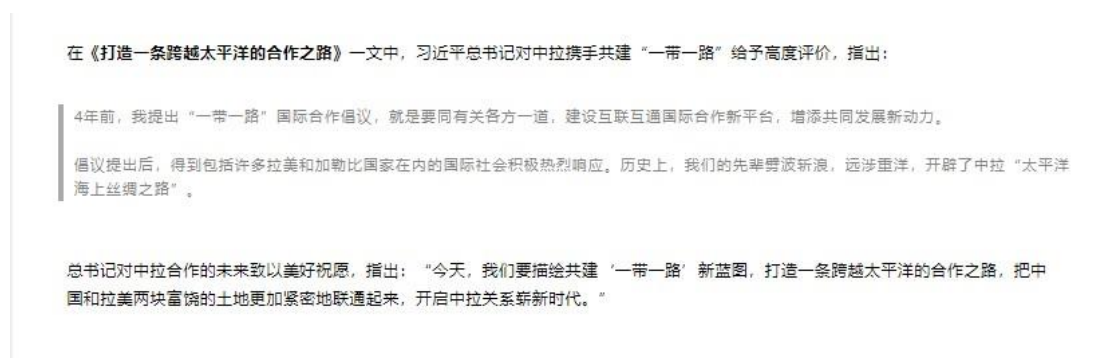 在《打造一条跨越太平洋的合作之路》一文中，习近平总书记对中拉携手共建“一带一路”给予高度评价，指出：
4年前，我提出“一带一路”国际合作倡议，就是要同有关各方一道，建设互联互通国际合作新平台，增添共同发展新动力。
倡议提出后，得到包括许多拉美和加勒比国家在内的国际社会积极热烈响应。历史上，我们的先辈劈波斩浪，远涉重洋，开辟了中拉“太平洋
海上丝绸之路”。
总书记对中拉合作的未来致以美好祝愿，指出：“今天，我们要描绘共建‘一带一路’新蓝图，打造一条跨越太平洋的合作之路，把中
国和拉美两块富饶的土地更加紧密地联通起来，开启中拉关系崭新时代。”